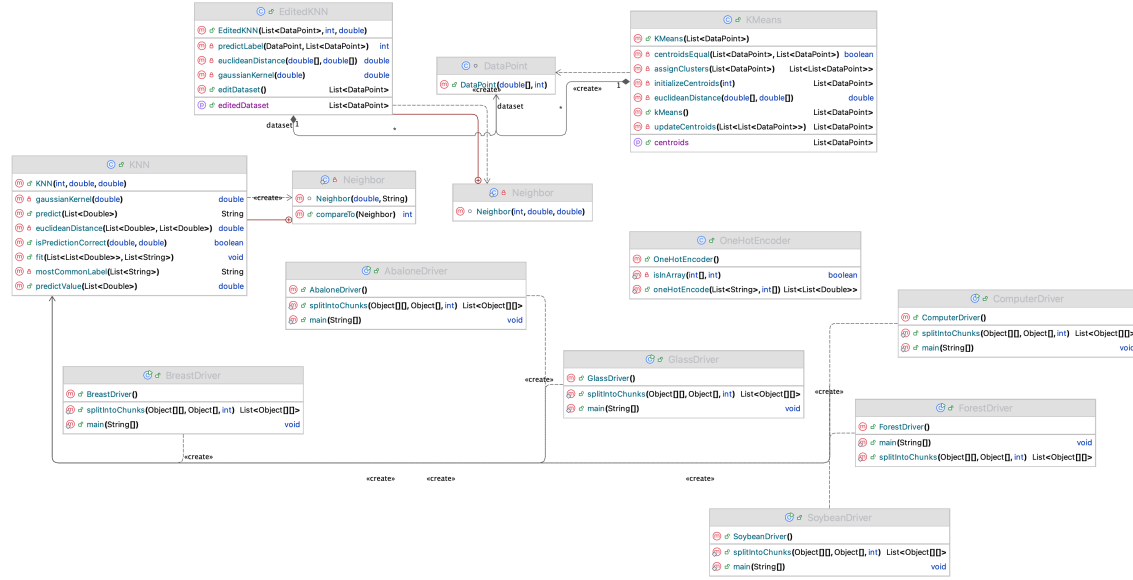 EditedKNN
EditedKNN(List<DataPoint>, int, double)
predictLabel(DataPoint, List<DataPoint>) int
euclideanDistance(double[], double[]) double
gaussianKernel(double) double
editDataset() List<DataPoint>
editedDataset List<DataPoint>
KMeans
KMeans(List<DataPoint>)
centroidsEqual(List<DataPoint>, List<DataPoint>) boolean
assignClusters(List<DataPoint>) List<List<DataPoint>>
initializeCentroids(int) List<DataPoint>
euclideanDistance(double[], double[]) double
kMeans() List<DataPoint>
updateCentroids(List<List<DataPoint>>) List<DataPoint>
centroids List<DataPoint>
DataPoint
DataPoint(double[], int)
«create»
«create»
1
dataset
*
dataset 1
*
KNN
KNN(int, double, double)
gaussianKernel(double) double
predict(List<Double>) String
euclideanDistance(List<Double>, List<Double>) double
isPredictionCorrect(double, double) boolean
fit(List<List<Double>>, List<String>) void
mostCommonLabel(List<String>) String
predictValue(List<Double>) double
«create»
Neighbor
Neighbor(double, String)
compareTo(Neighbor) int
Neighbor
Neighbor(int, double, double)
OneHotEncoder
OneHotEncoder()
isInArray(int[], int) boolean
oneHotEncode(List<String>, int[]) List<List<Double>>
AbaloneDriver
AbaloneDriver()
splitIntoChunks(Object[][], Object[], int) List<Object[][]>
main(String[]) void
ComputerDriver
ComputerDriver()
splitIntoChunks(Object[][], Object[], int) List<Object[][]>
main(String[]) void
GlassDriver
GlassDriver()
splitIntoChunks(Object[][], Object[], int) List<Object[][]>
main(String[]) void
BreastDriver
BreastDriver()
splitIntoChunks(Object[][], Object[], int) List<Object[][]>
main(String[]) void
«create»
«create»
ForestDriver
ForestDriver()
main(String[]) void
splitIntoChunks(Object[][], Object[], int) List<Object[][]>
«create»
«create»
«create»
«create»
SoybeanDriver
SoybeanDriver()
splitIntoChunks(Object[][], Object[], int) List<Object[][]>
main(String[]) void